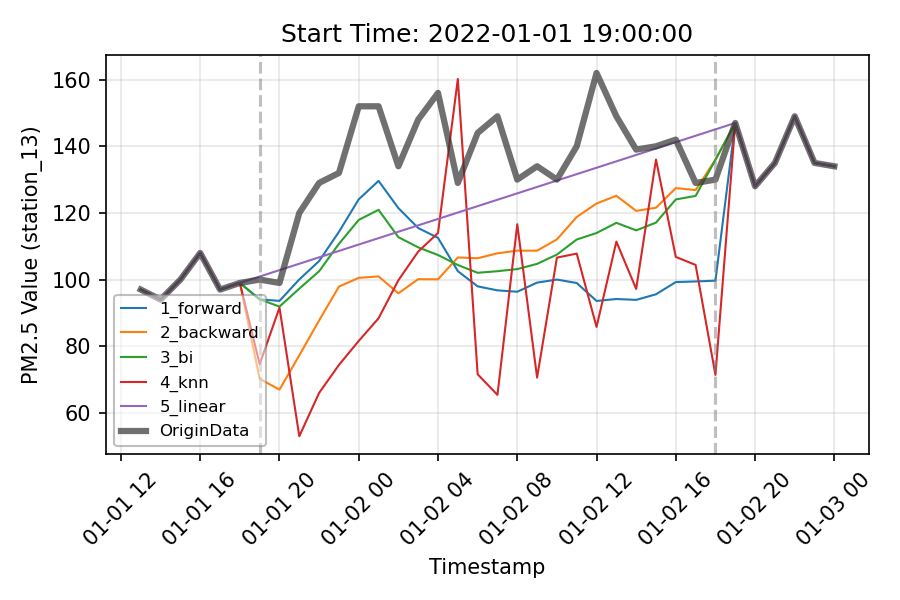 Start Time: 2022-01-01 19:00:00
PM2.5 Value (station_13)
160
140
120
100
80
60
1_forward
2_backward
3_bi
4_knn
5_linear
OriginData
01-01 12
01-01 16
01-01 20
01-02 00
01-02 04
01-02 08
01-02 12
01-02 16
01-02 20
01-03 00
Timestamp